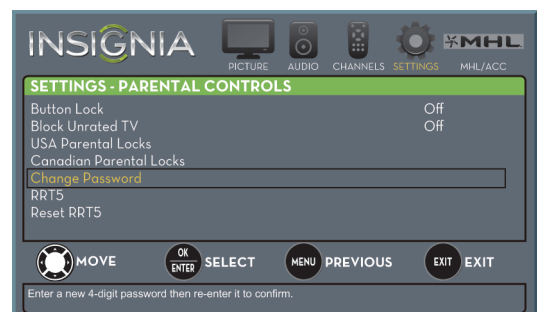 INSIGNIA
PICTURE AUDIO CHANNELS SETTINGS MHL MHL/ACC
SETTINGS - PARENTAL CONTROLS
Button Lock Off
Block Unrated TV Off
USA Parental Locks
Canadian Parental Locks
Change Password
RRT5
Reset RRT5
MOVE OK ENTER SELECT MENU PREVIOUS EXIT EXIT
Enter a new 4-digit password then re-enter it to confirm.